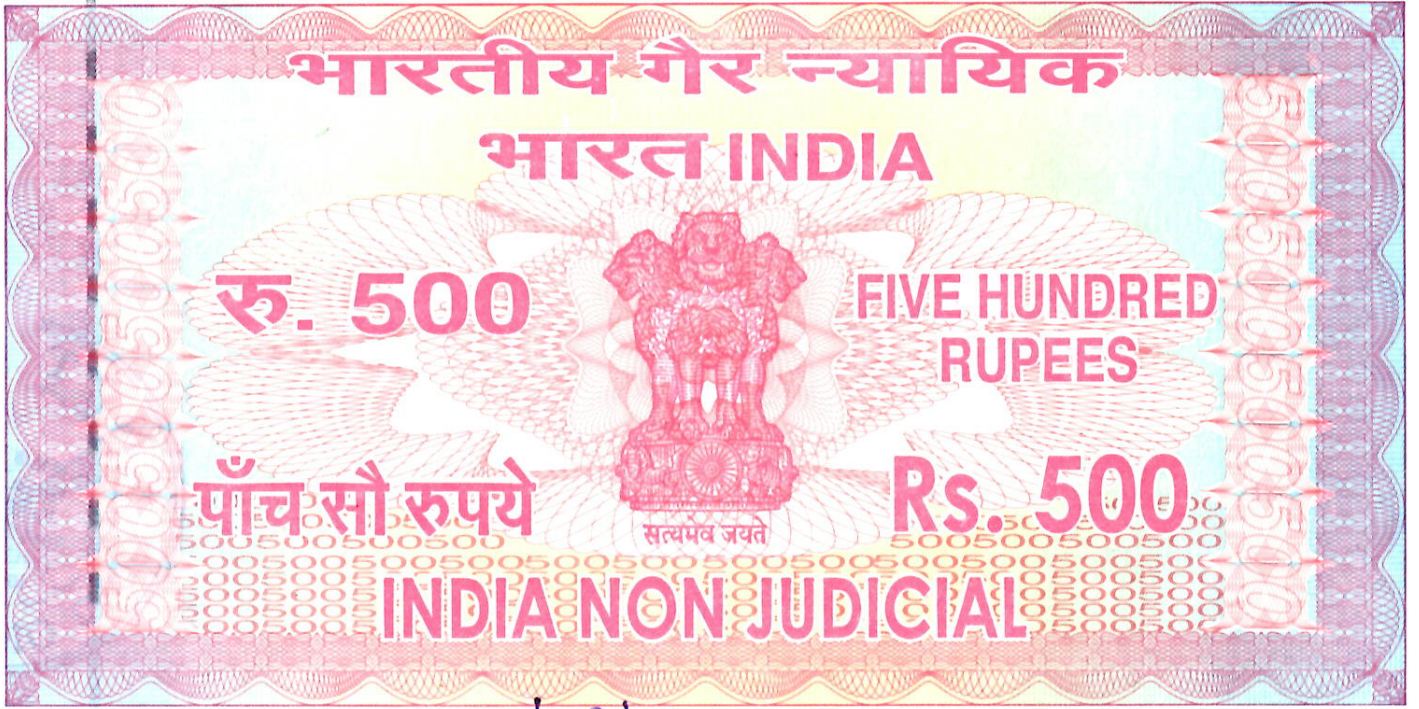 भारतीय गैर न्यायिक
भारत INDIA
रु. 500
FIVE HUNDRED
RUPEES
पाँच सौ रुपये
Rs. 500
सत्यमेव जयते
INDIA NON JUDICIAL